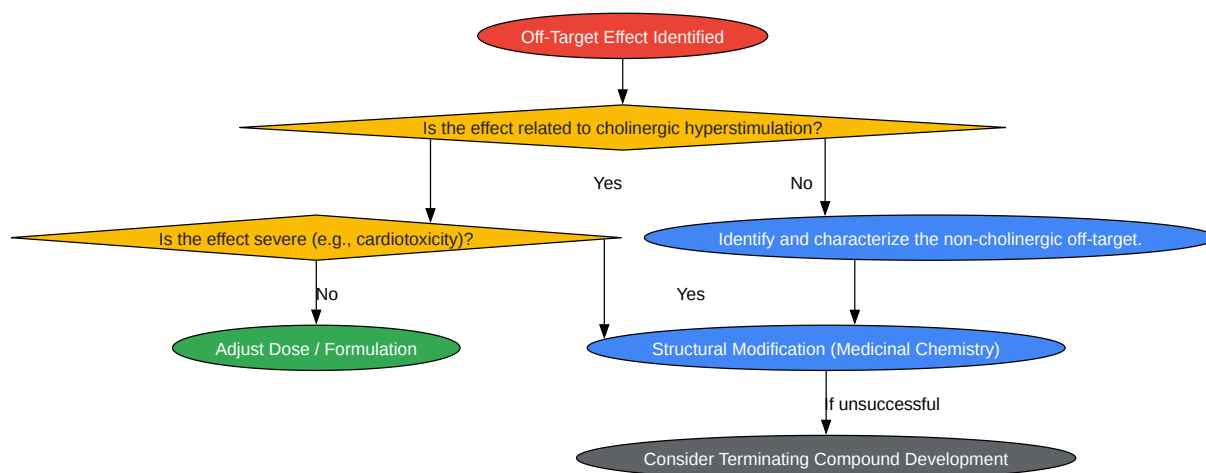 Off-Target Effect Identified
Is the effect related to cholinergic hyperstimulation?
Yes
No
Is the effect severe (e.g., cardiotoxicity)?
Identify and characterize the non-cholinergic off-target.
No
Yes
Adjust Dose / Formulation
Structural Modification (Medicinal Chemistry)
If unsuccessful
Consider Terminating Compound Development